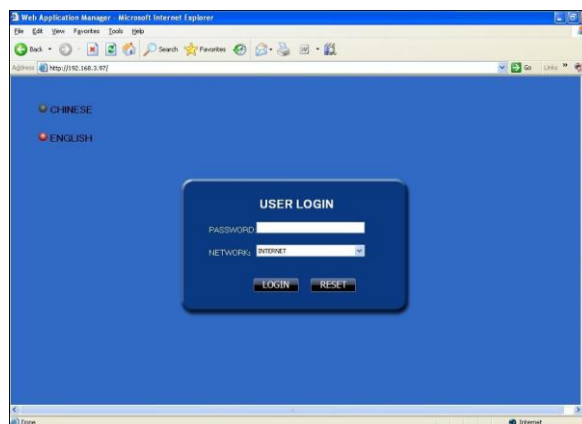 Web Application Manager - Microsoft Internet Explorer
File Edit View Favorites Tools Help
Back Search Favorites
Address http://192.168.3.97/ Go Links »
CHINESE
ENGLISH
USER LOGIN
PASSWORD:
NETWORK: INTERNET
LOGIN RESET
Done Internet